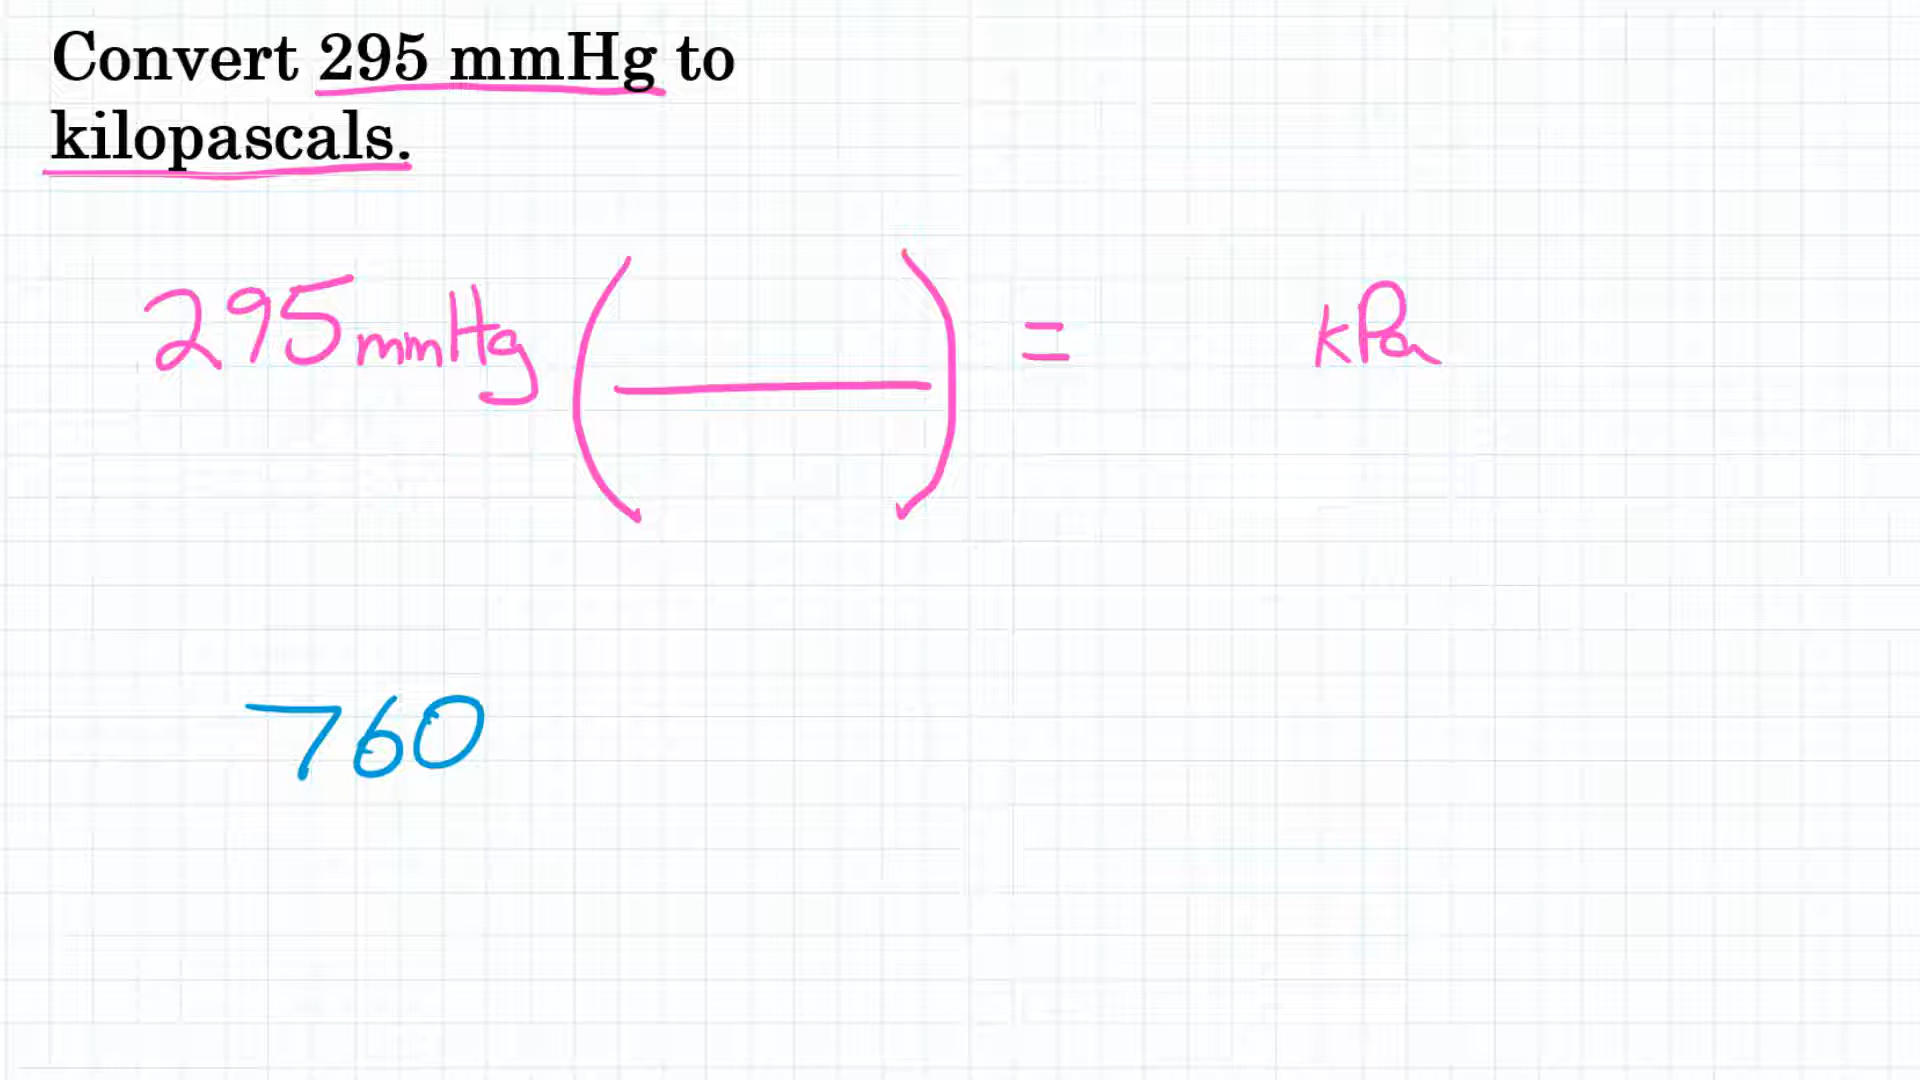 Convert 295 mmHg to
kilopascals.
295 mmHg ( ) = kPa
760